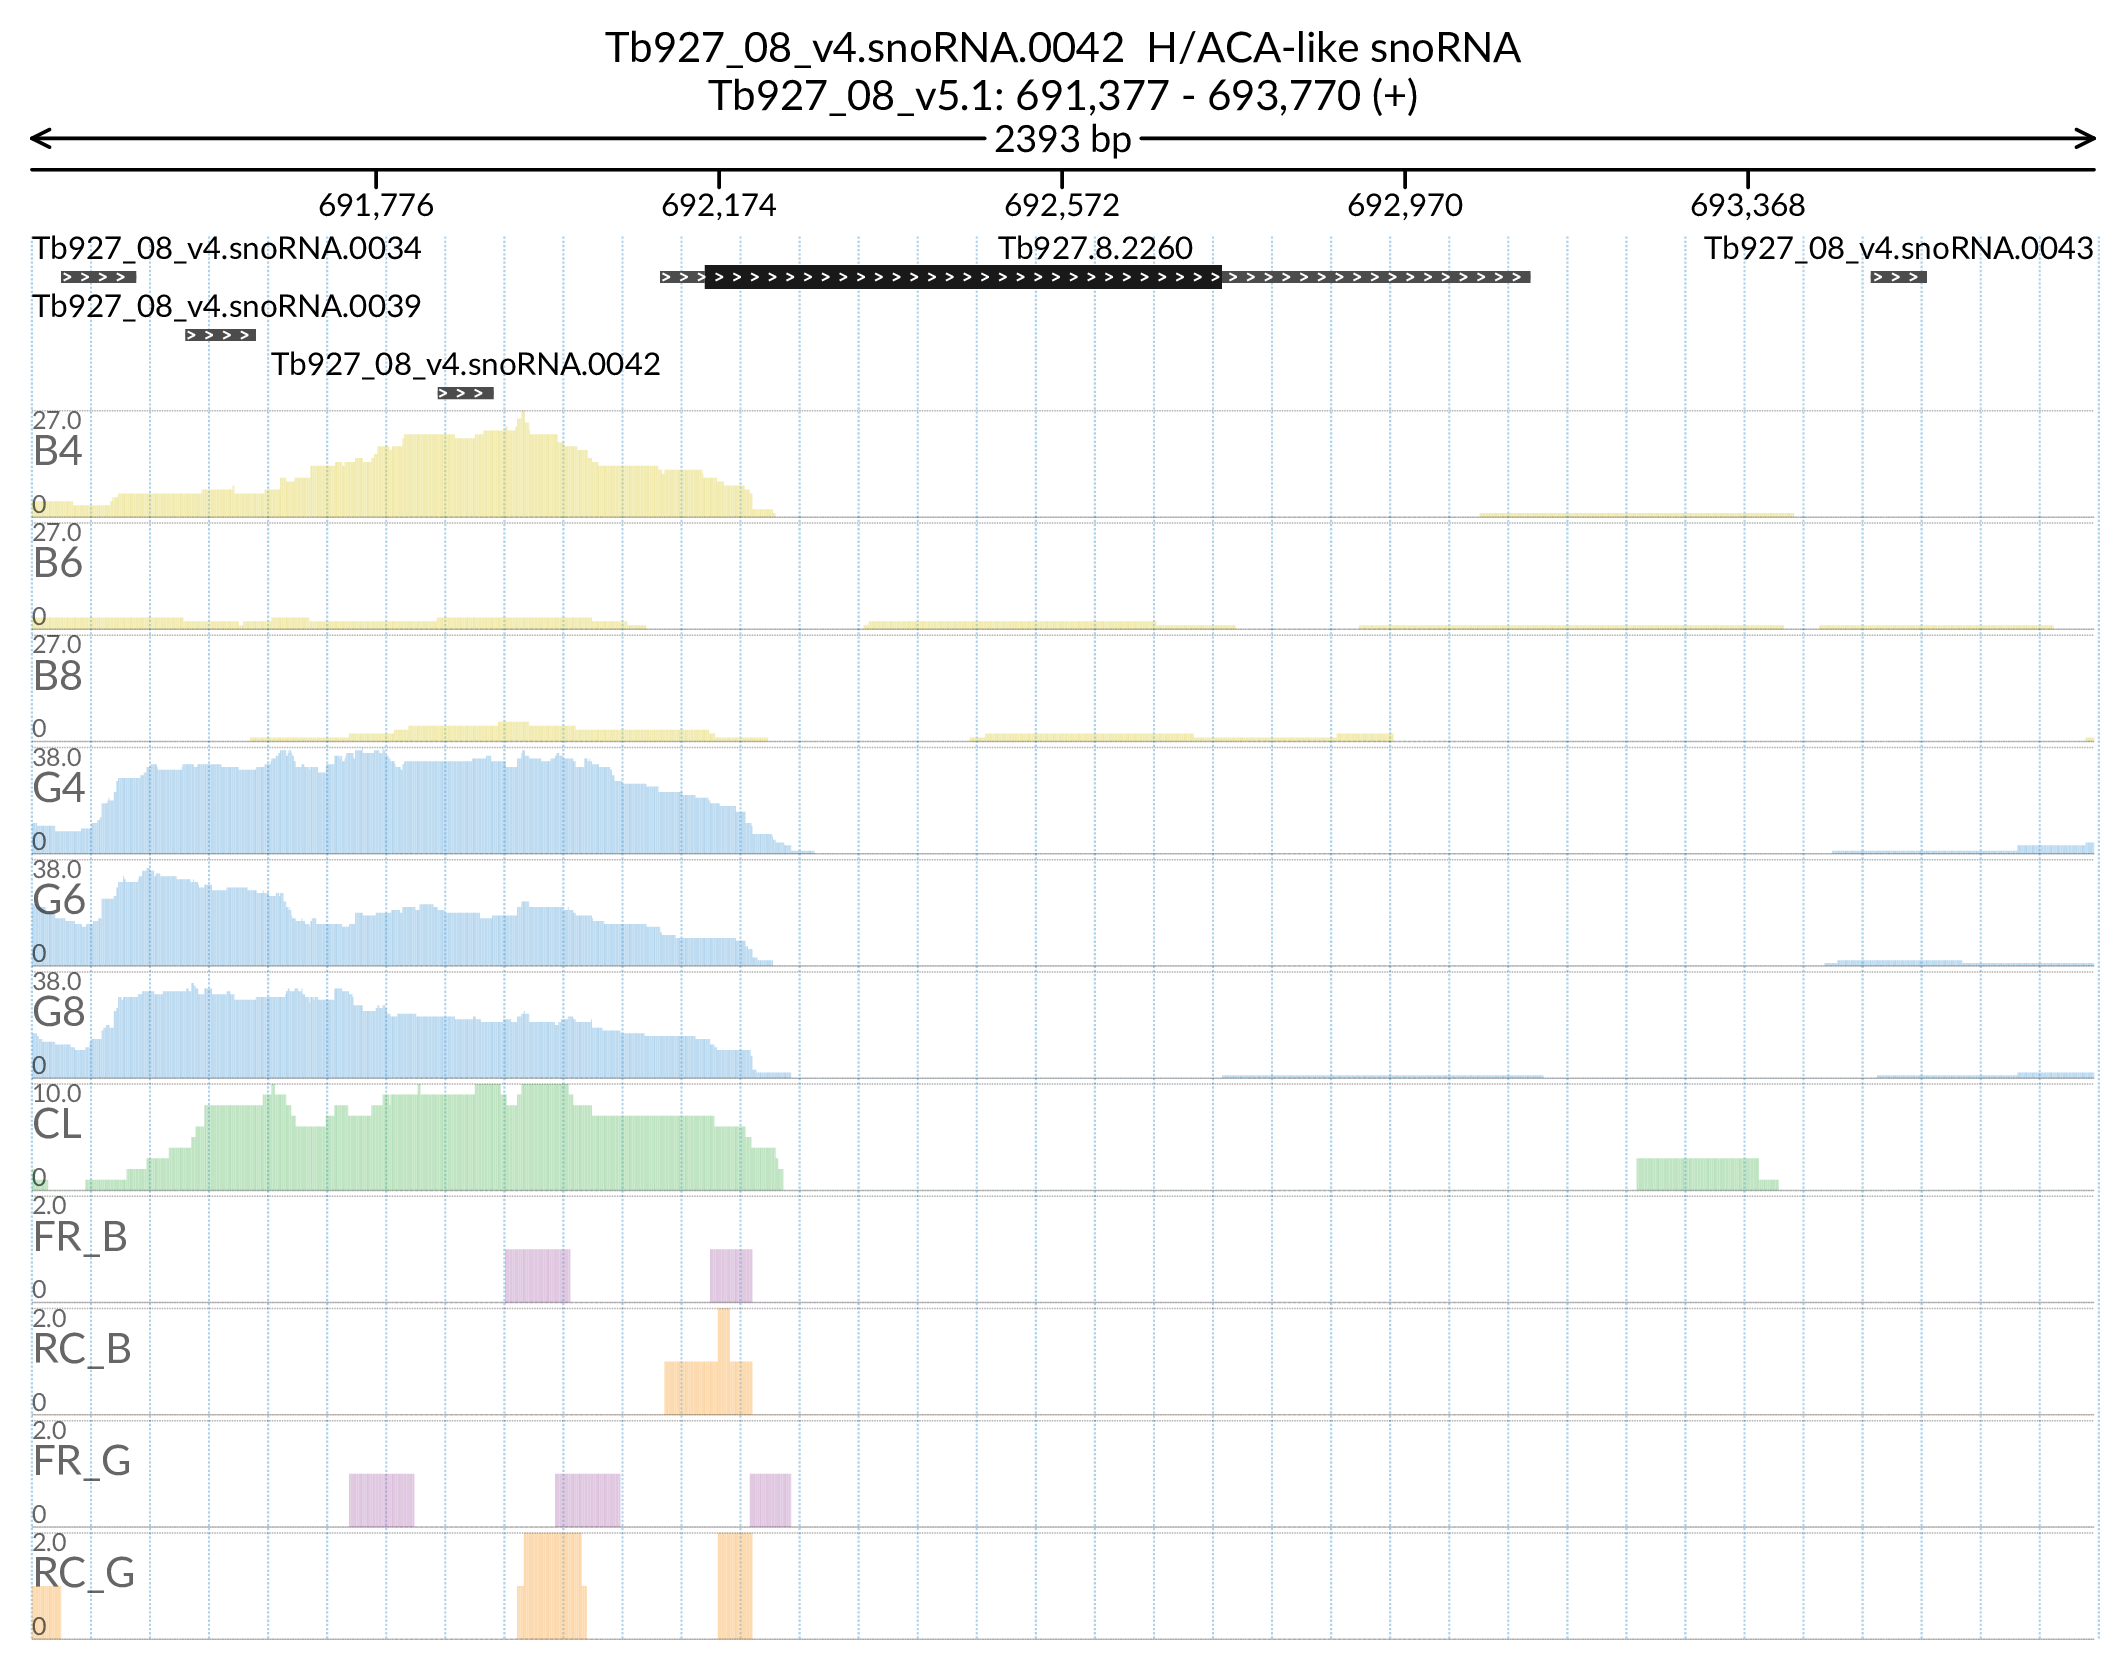 Tb927_08_v4.snoRNA.0042 H/ACA-like snoRNA
Tb927_08_v5.1: 691,377 - 693,770 (+)
2393 bp
691,776 692,174 692,572 692,970 693,368
Tb927_08_v4.snoRNA.0034 Tb927.8.2260 Tb927_08_v4.snoRNA.0043
Tb927_08_v4.snoRNA.0039
Tb927_08_v4.snoRNA.0042
27.0
B4
0
27.0
B6
0
27.0
B8
0
38.0
G4
0
38.0
G6
0
38.0
G8
0
10.0
CL
0
2.0
FR_B
0
2.0
RC_B
0
2.0
FR_G
0
2.0
RC_G
0